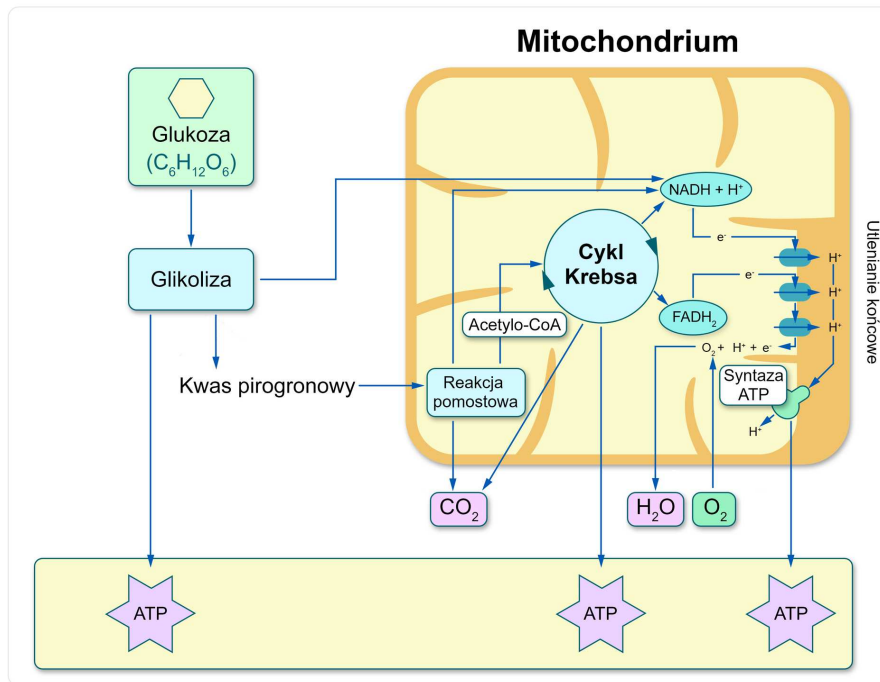 Mitochondrium
Glukoza
(C₆H₁₂O₆)
Glikoliza
Kwas pirogronowy
Reakcja
pomostowa
Acetylo-CoA
Cykl
Krebsa
NADH + H⁺
FADH₂
e⁻
e⁻
H⁺
H⁺
H⁺
O₂ + H⁺ + e⁻
Syntaza
ATP
H⁺
Utlenianie końcowe
CO₂
H₂O
O₂
ATP
ATP
ATP